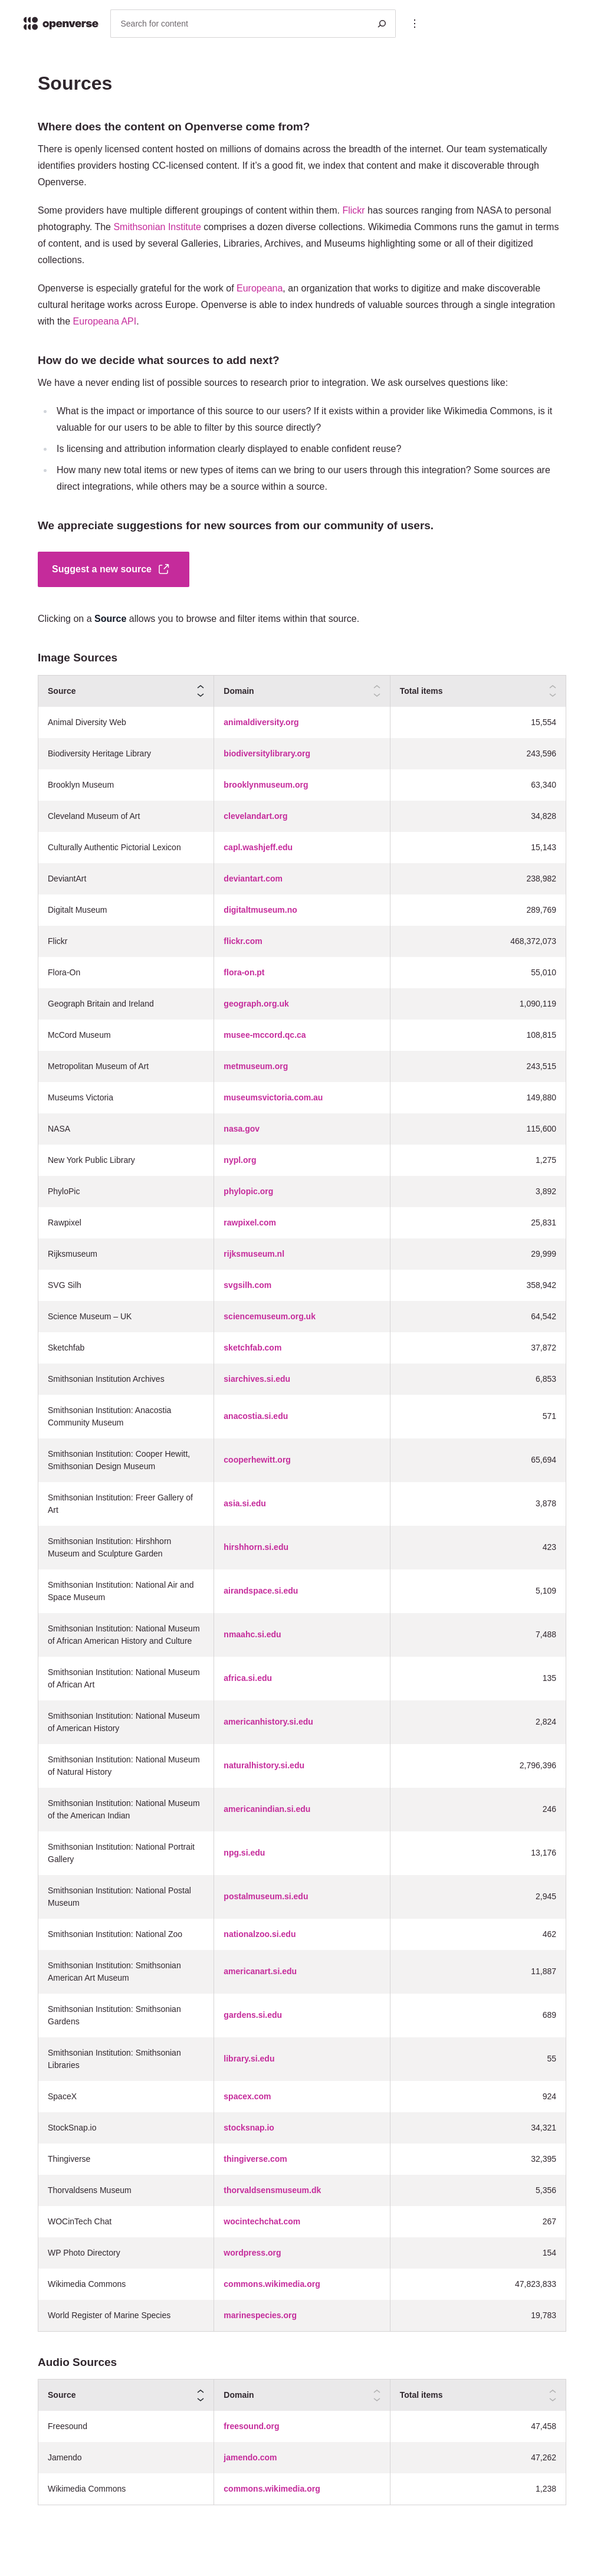 openverse
Search for content
Sources
Where does the content on Openverse come from?
There is openly licensed content hosted on millions of domains across the breadth of the internet. Our team systematically
identifies providers hosting CC-licensed content. If it's a good fit, we index that content and make it discoverable through
Openverse.
Some providers have multiple different groupings of content within them. Flickr has sources ranging from NASA to personal
photography. The Smithsonian Institute comprises a dozen diverse collections. Wikimedia Commons runs the gamut in terms
of content, and is used by several Galleries, Libraries, Archives, and Museums highlighting some or all of their digitized
collections.
Openverse is especially grateful for the work of Europeana, an organization that works to digitize and make discoverable
cultural heritage works across Europe. Openverse is able to index hundreds of valuable sources through a single integration
with the Europeana API.
How do we decide what sources to add next?
We have a never ending list of possible sources to research prior to integration. We ask ourselves questions like:
What is the impact or importance of this source to our users? If it exists within a provider like Wikimedia Commons, is it
valuable for our users to be able to filter by this source directly?
Is licensing and attribution information clearly displayed to enable confident reuse?
How many new total items or new types of items can we bring to our users through this integration? Some sources are
direct integrations, while others may be a source within a source.
We appreciate suggestions for new sources from our community of users.
Suggest a new source
Clicking on a Source allows you to browse and filter items within that source.
Image Sources
Source Domain Total items
Animal Diversity Web animaldiversity.org 15,554
Biodiversity Heritage Library biodiversitylibrary.org 243,596
Brooklyn Museum brooklynmuseum.org 63,340
Cleveland Museum of Art clevelandart.org 34,828
Culturally Authentic Pictorial Lexicon capl.washjeff.edu 15,143
DeviantArt deviantart.com 238,982
Digitalt Museum digitaltmuseum.no 289,769
Flickr flickr.com 468,372,073
Flora-On flora-on.pt 55,010
Geograph Britain and Ireland geograph.org.uk 1,090,119
McCord Museum musee-mccord.qc.ca 108,815
Metropolitan Museum of Art metmuseum.org 243,515
Museums Victoria museumsvictoria.com.au 149,880
NASA nasa.gov 115,600
New York Public Library nypl.org 1,275
PhyloPic phylopic.org 3,892
Rawpixel rawpixel.com 25,831
Rijksmuseum rijksmuseum.nl 29,999
SVG Silh svgsilh.com 358,942
Science Museum – UK sciencemuseum.org.uk 64,542
Sketchfab sketchfab.com 37,872
Smithsonian Institution Archives siarchives.si.edu 6,853
Smithsonian Institution: Anacostia
Community Museum anacostia.si.edu 571
Smithsonian Institution: Cooper Hewitt,
Smithsonian Design Museum cooperhewitt.org 65,694
Smithsonian Institution: Freer Gallery of
Art asia.si.edu 3,878
Smithsonian Institution: Hirshhorn
Museum and Sculpture Garden hirshhorn.si.edu 423
Smithsonian Institution: National Air and
Space Museum airandspace.si.edu 5,109
Smithsonian Institution: National Museum
of African American History and Culture nmaahc.si.edu 7,488
Smithsonian Institution: National Museum
of African Art africa.si.edu 135
Smithsonian Institution: National Museum
of American History americanhistory.si.edu 2,824
Smithsonian Institution: National Museum
of Natural History naturalhistory.si.edu 2,796,396
Smithsonian Institution: National Museum
of the American Indian americanindian.si.edu 246
Smithsonian Institution: National Portrait
Gallery npg.si.edu 13,176
Smithsonian Institution: National Postal
Museum postalmuseum.si.edu 2,945
Smithsonian Institution: National Zoo nationalzoo.si.edu 462
Smithsonian Institution: Smithsonian
American Art Museum americanart.si.edu 11,887
Smithsonian Institution: Smithsonian
Gardens gardens.si.edu 689
Smithsonian Institution: Smithsonian
Libraries library.si.edu 55
SpaceX spacex.com 924
StockSnap.io stocksnap.io 34,321
Thingiverse thingiverse.com 32,395
Thorvaldsens Museum thorvaldsensmuseum.dk 5,356
WOCinTech Chat wocintechchat.com 267
WP Photo Directory wordpress.org 154
Wikimedia Commons commons.wikimedia.org 47,823,833
World Register of Marine Species marinespecies.org 19,783
Audio Sources
Source Domain Total items
Freesound freesound.org 47,458
Jamendo jamendo.com 47,262
Wikimedia Commons commons.wikimedia.org 1,238